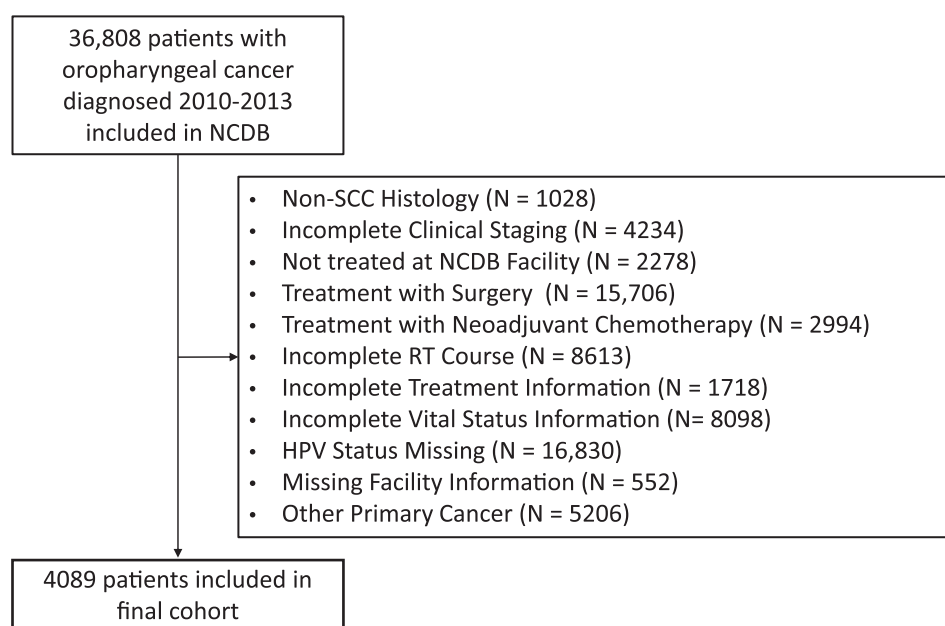 36,808 patients with
oropharyngeal cancer
diagnosed 2010-2013
included in NCDB
• Non-SCC Histology (N = 1028)
• Incomplete Clinical Staging (N = 4234)
• Not treated at NCDB Facility (N = 2278)
• Treatment with Surgery  (N = 15,706)
• Treatment with Neoadjuvant Chemotherapy (N = 2994)
• Incomplete RT Course (N = 8613)
• Incomplete Treatment Information (N = 1718)
• Incomplete Vital Status Information (N= 8098)
• HPV Status Missing (N = 16,830)
• Missing Facility Information (N = 552)
• Other Primary Cancer (N = 5206)
4089 patients included in
final cohort